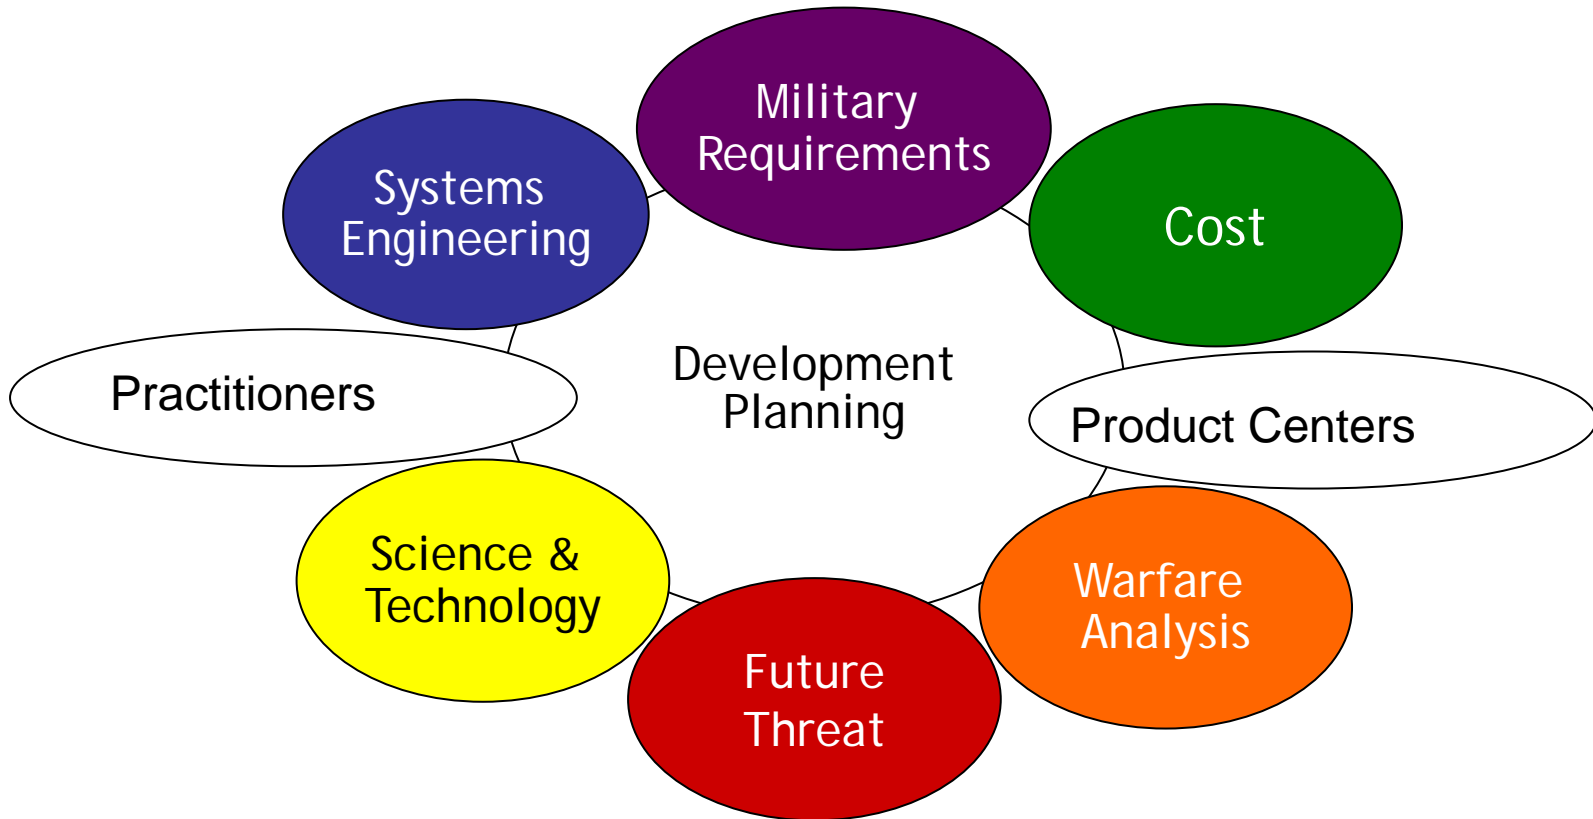 Military
Requirements
Systems
Engineering
Cost
Development
Planning
Practitioners
Product Centers
Science &
Technology
Warfare
Analysis
Future
Threat